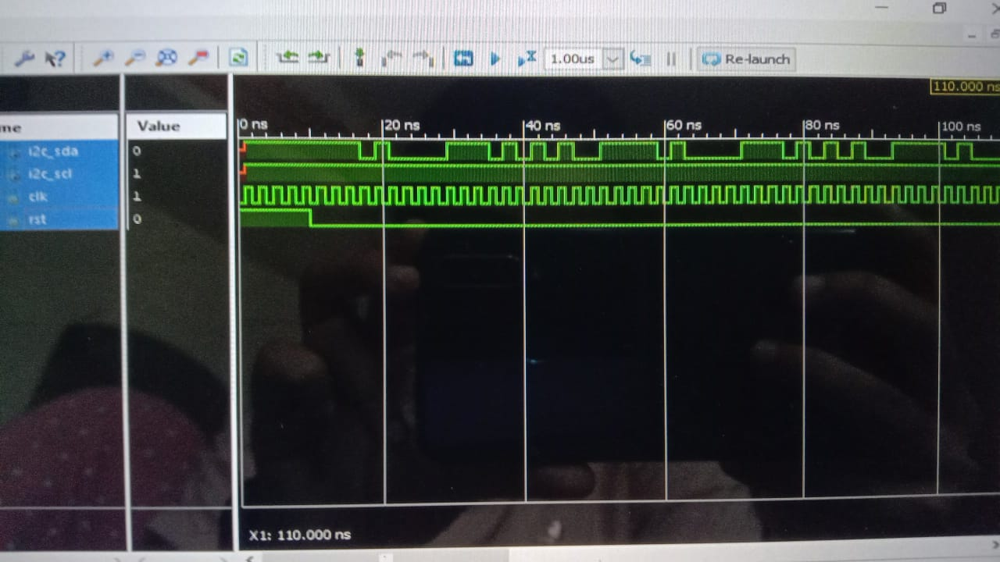 1.00us Re-launch
110.000 ns
me Value 0 ns 20 ns 40 ns 60 ns 80 ns 100 ns
i2c_sda 0
i2c_scl 1
clk 1
rst 0
X1: 110.000 ns